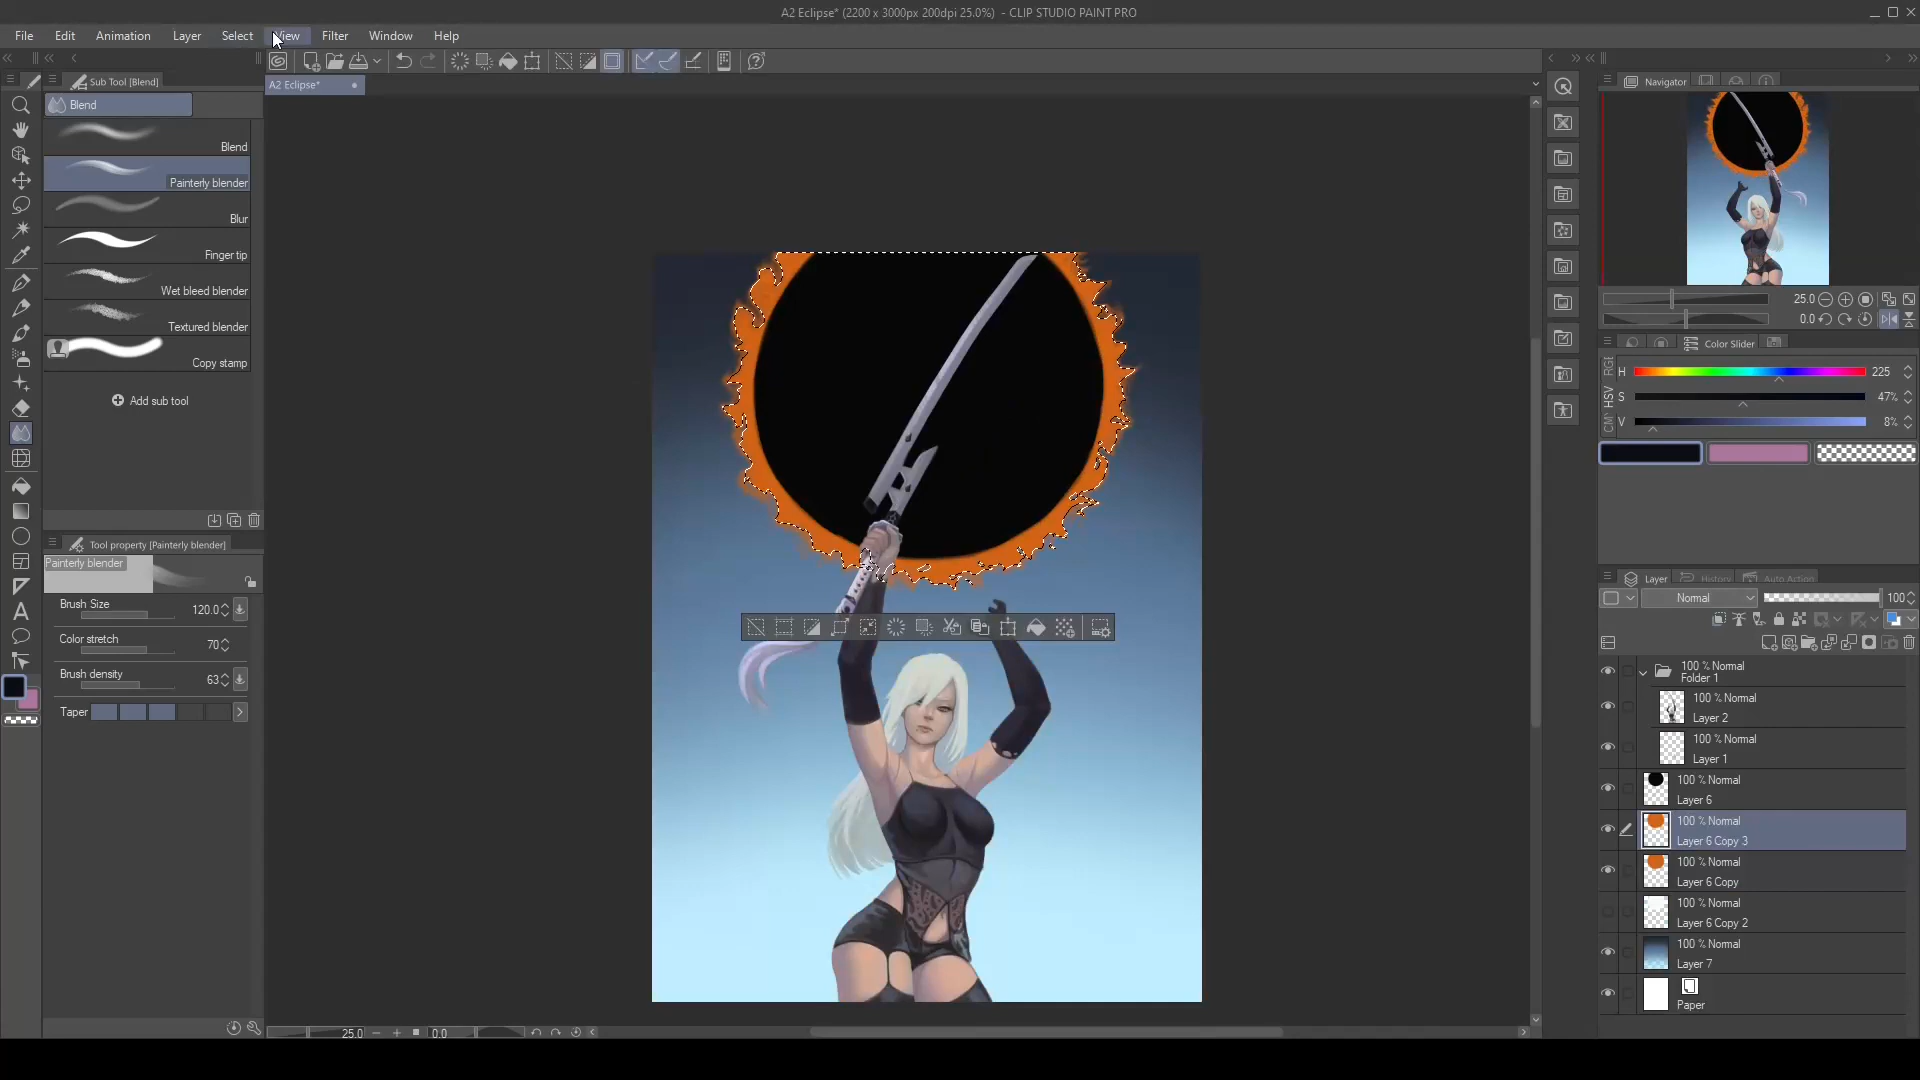 A2 Eclipse* (2200 x 3000px 200dpi 25.0%) - CLIP STUDIO PAINT PRO
File Edit Animation Layer Select View Filter Window Help
Sub Tool [Blend]
A2 Eclipse*
Navigator
Blend
Blend
Painterly blender
Blur
Finger tip
Wet bleed blender
Textured blender
Copy stamp
Add sub tool
25.0
0.0
Color Slider
RGB
HSV
CM
H 225
S 47%
V 8%
Tool property [Painterly blender]
Painterly blender
Brush Size 120.0
Color stretch 70
Brush density 63
Taper
Layer History Auto Action
Normal 100
100 % Normal
Folder 1
100 % Normal
Layer 2
100 % Normal
Layer 1
100 % Normal
Layer 6
100 % Normal
Layer 6 Copy 3
100 % Normal
Layer 6 Copy
100 % Normal
Layer 6 Copy 2
100 % Normal
Layer 7
Paper
25.0 0.0